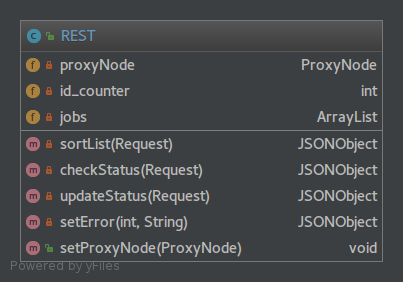 C REST
f proxyNode ProxyNode
f id_counter int
f jobs ArrayList
m sortList(Request) JSONObject
m checkStatus(Request) JSONObject
m updateStatus(Request) JSONObject
m setError(int, String) JSONObject
m setProxyNode(ProxyNode) void
Powered by yFiles